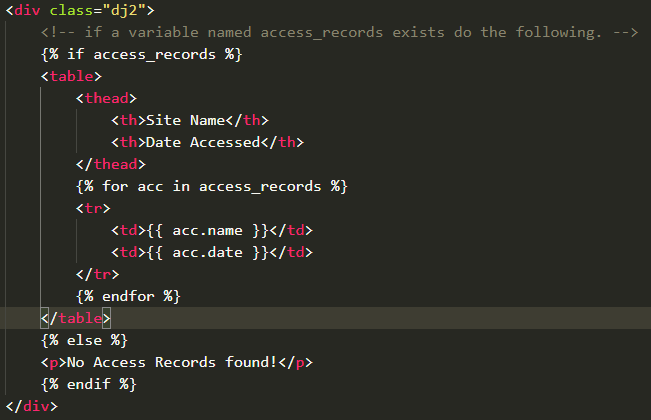 <div class="dj2">
<!-- if a variable named access_records exists do the following. -->
{% if access_records %}
<table>
<thead>
<th>Site Name</th>
<th>Date Accessed</th>
</thead>
{% for acc in access_records %}
<tr>
<td>{{ acc.name }}</td>
<td>{{ acc.date }}</td>
</tr>
{% endfor %}
</table>
{% else %}
<p>No Access Records found!</p>
{% endif %}
</div>